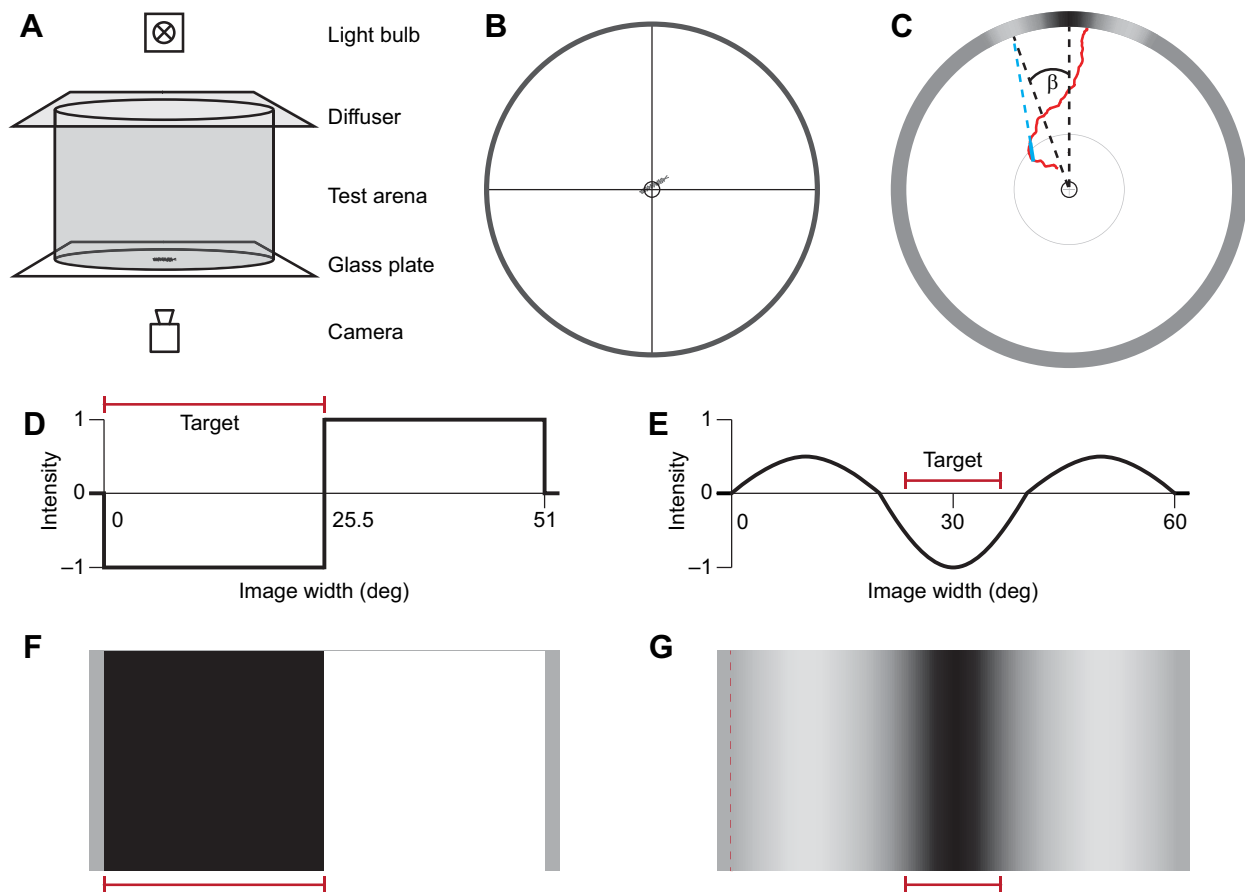 A
Light bulb
Diffuser
Test arena
Glass plate
Camera
B
C
β
D
Target
Intensity
1
0
–1
0
25.5
51
Image width (deg)
E
Target
Intensity
1
0
–1
0
30
60
Image width (deg)
F
G